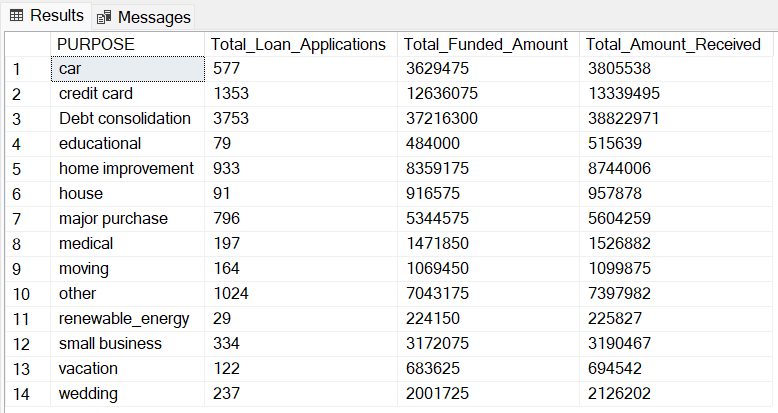 Results Messages
PURPOSE Total_Loan_Applications Total_Funded_Amount Total_Amount_Received
1 car 577 3629475 3805538
2 credit card 1353 12636075 13339495
3 Debt consolidation 3753 37216300 38822971
4 educational 79 484000 515639
5 home improvement 933 8359175 8744006
6 house 91 916575 957878
7 major purchase 796 5344575 5604259
8 medical 197 1471850 1526882
9 moving 164 1069450 1099875
10 other 1024 7043175 7397982
11 renewable_energy 29 224150 225827
12 small business 334 3172075 3190467
13 vacation 122 683625 694542
14 wedding 237 2001725 2126202